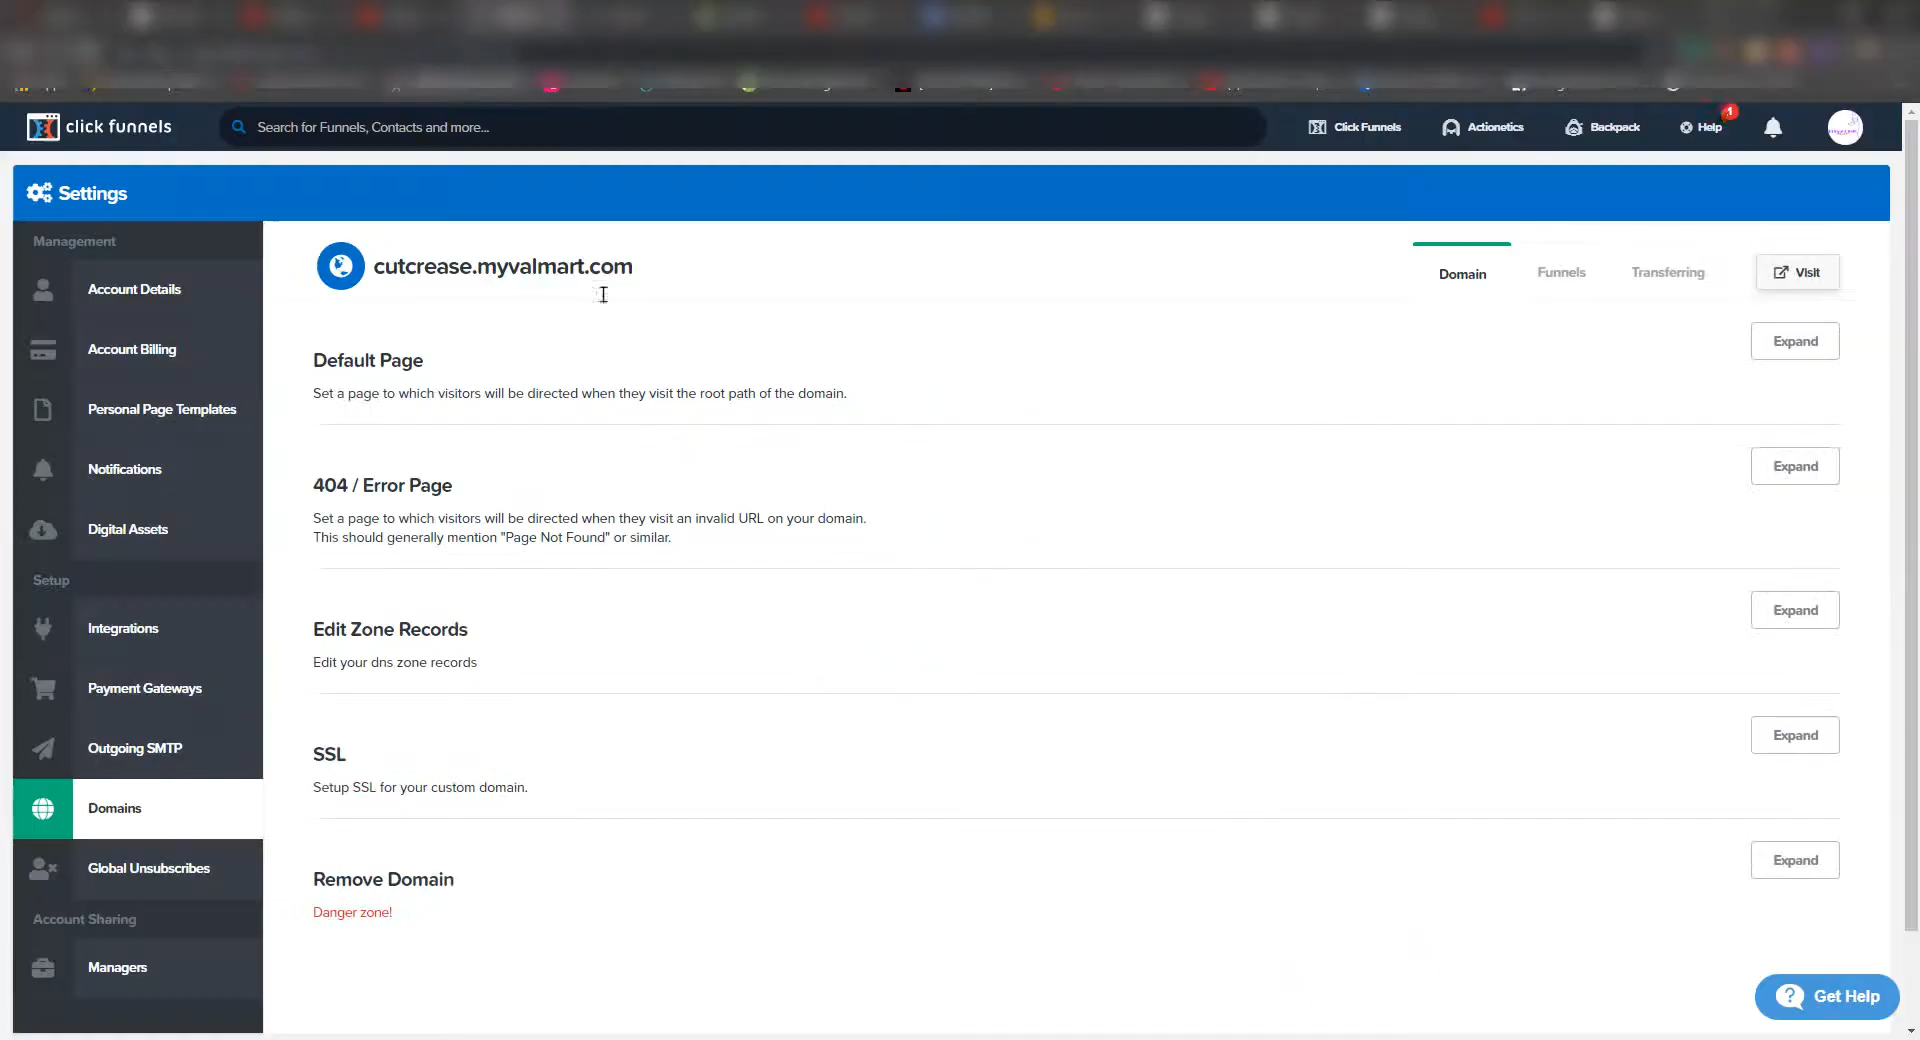 click funnels
Search for Funnels, Contacts and more...
Click Funnels
Actionetics
Backpack
Help
1
Settings
Management
Account Details
Account Billing
Personal Page Templates
Notifications
Digital Assets
Setup
Integrations
Payment Gateways
Outgoing SMTP
Domains
Global Unsubscribes
Account Sharing
Managers
cutcrease.myvalmart.com
Domain
Funnels
Transferring
Visit
Default Page
Expand
Set a page to which visitors will be directed when they visit the root path of the domain.
404 / Error Page
Expand
Set a page to which visitors will be directed when they visit an invalid URL on your domain.
This should generally mention "Page Not Found" or similar.
Edit Zone Records
Expand
Edit your dns zone records
SSL
Expand
Setup SSL for your custom domain.
Remove Domain
Expand
Danger zone!
Get Help